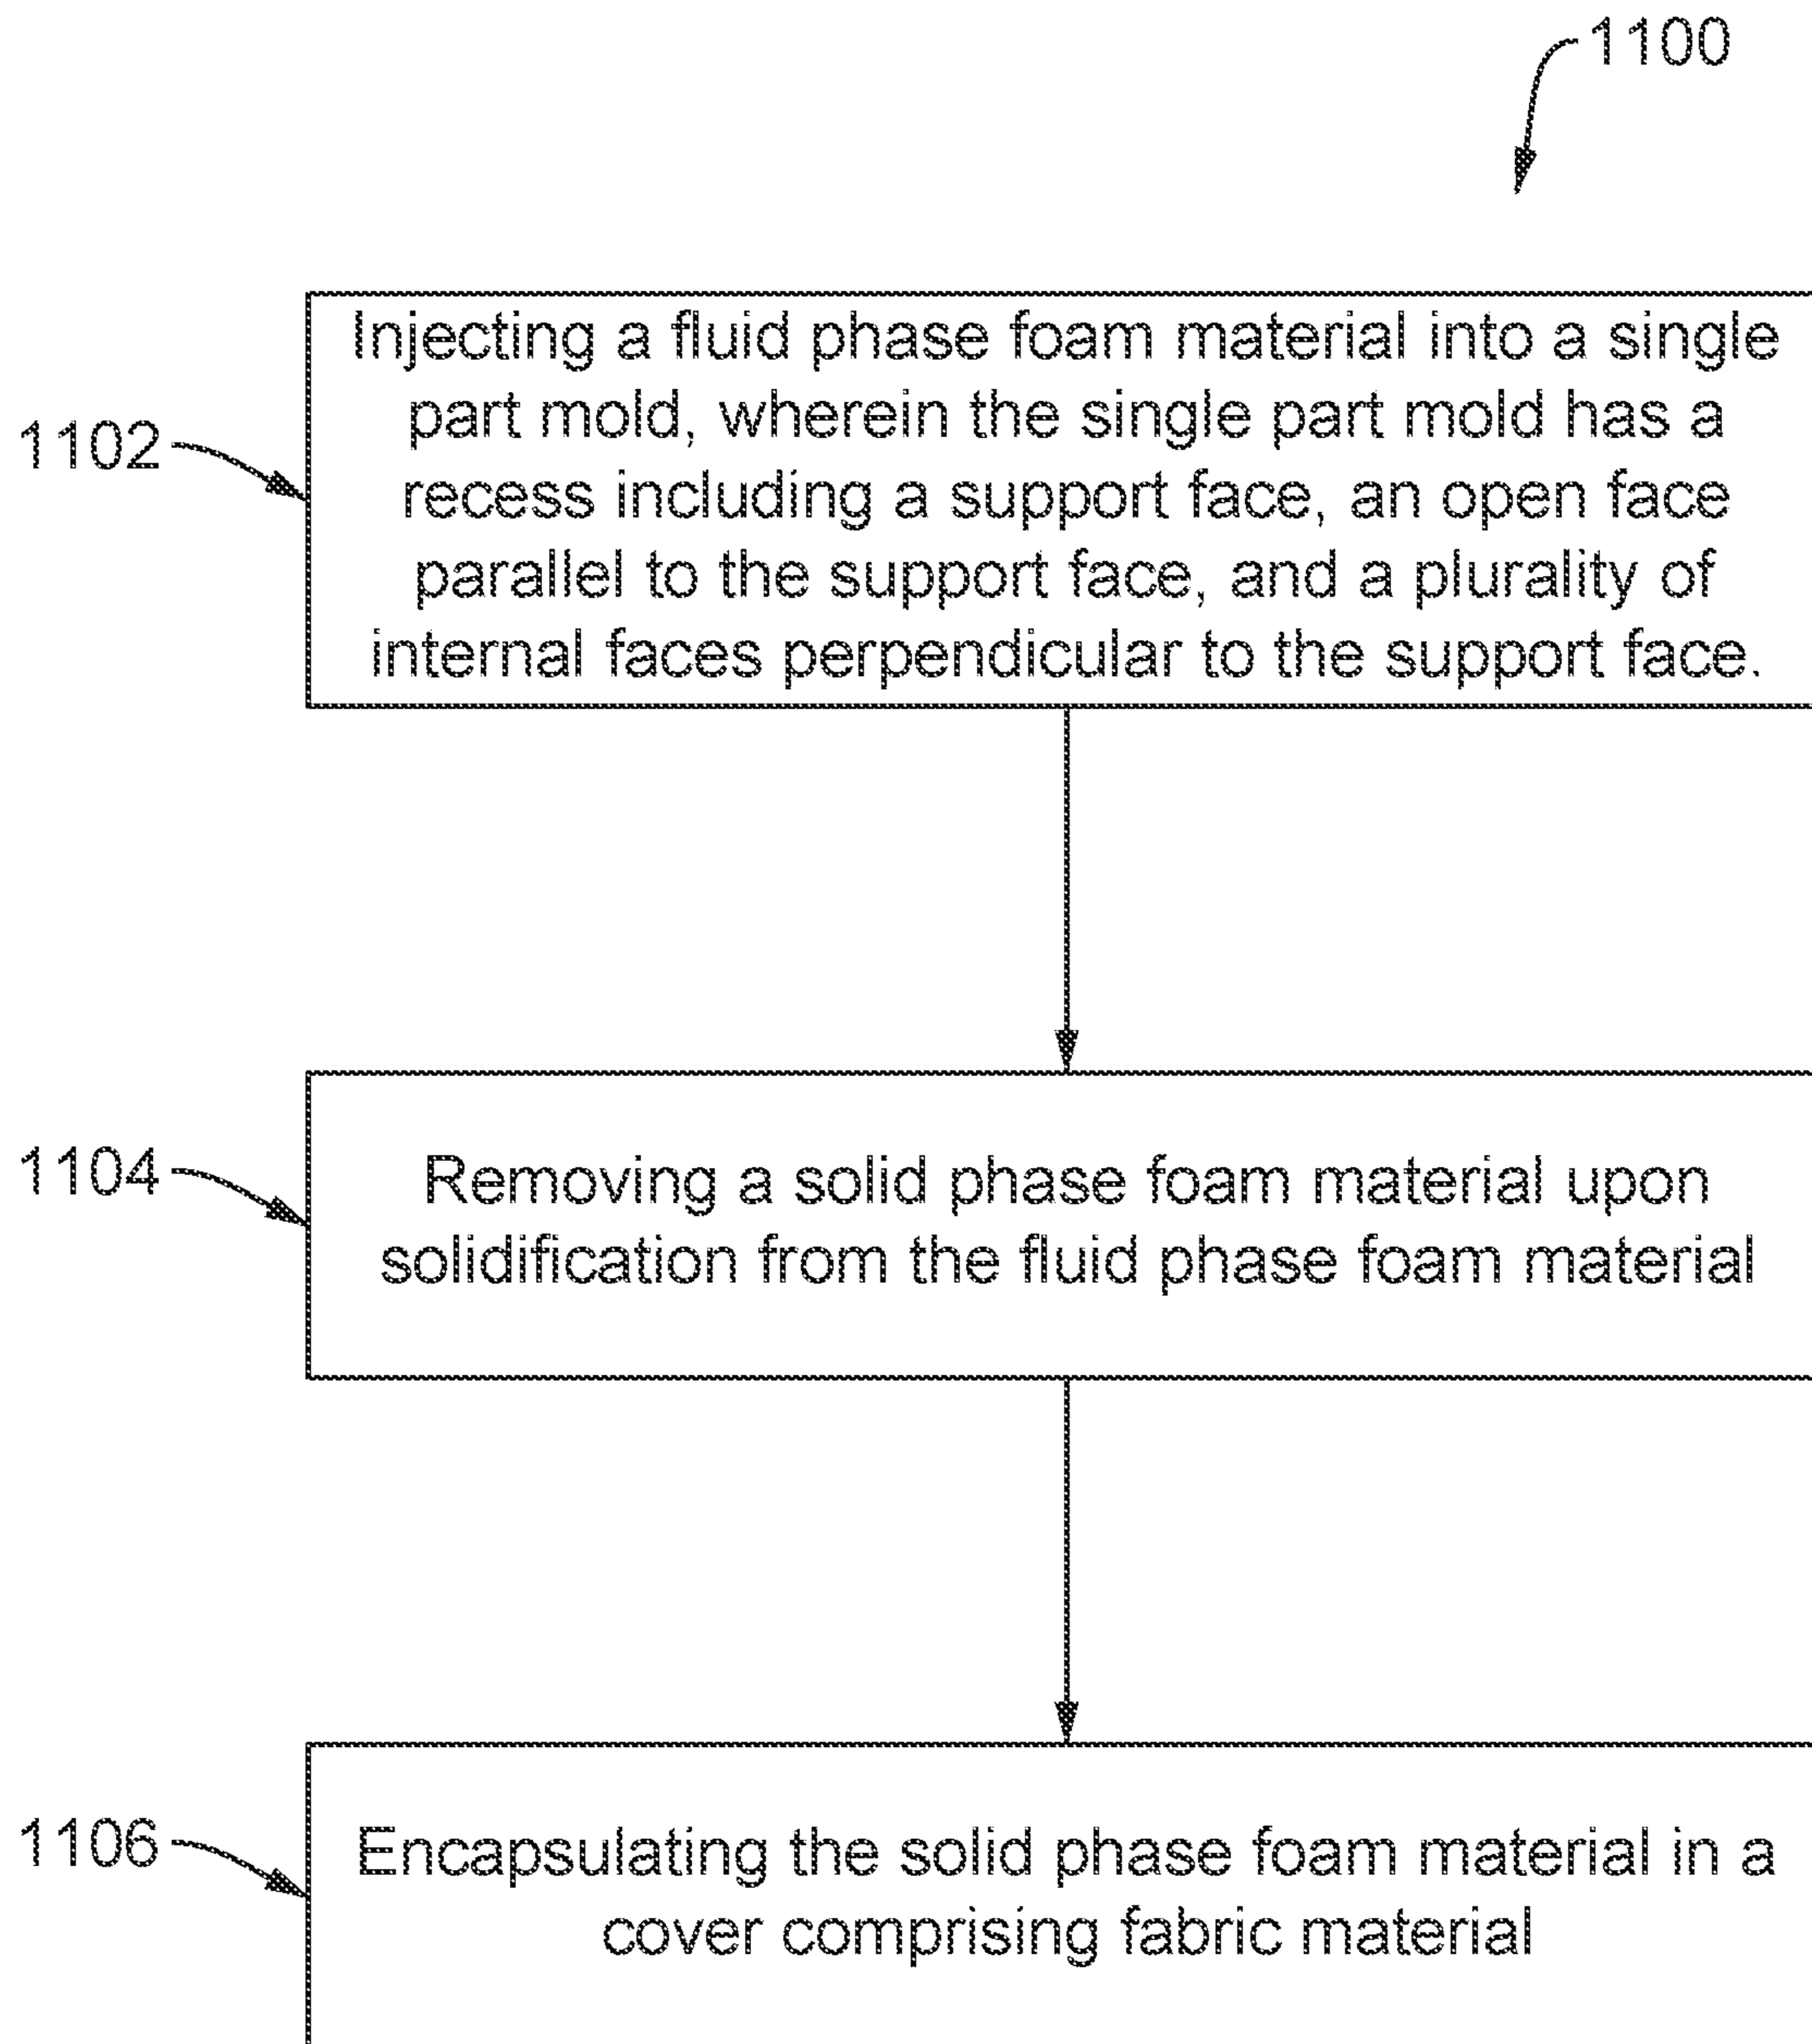 1100
1102
Injecting a fluid phase foam material into a single
part mold, wherein the single part mold has a
recess including a support face, an open face
parallel to the support face, and a plurality of
internal faces perpendicular to the support face.
1104
Removing a solid phase foam material upon
solidification from the fluid phase foam material
1106
Encapsulating the solid phase foam material in a
cover comprising fabric material